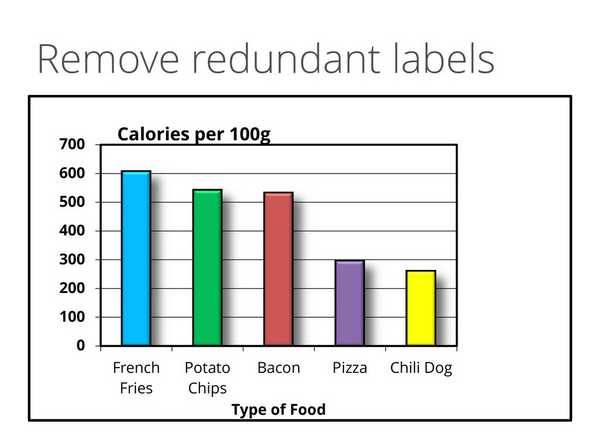 Remove redundant labels
Calories per 100g
700
600
500
400
300
200
100
0
French Fries
Potato Chips
Bacon
Pizza
Chili Dog
Type of Food